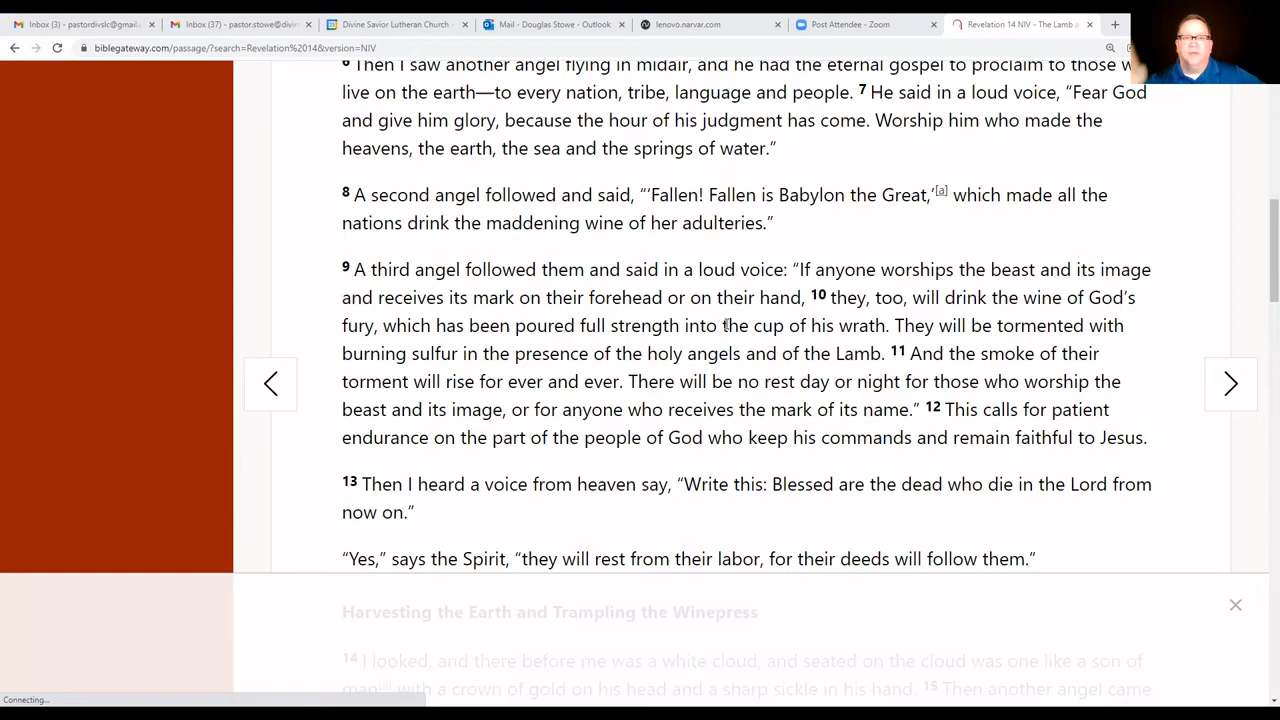 Inbox (3) - pastordivslc@gmail.c
Inbox (37) - pastor.stowe@divin
Divine Savior Lutheran Church -
Mail - Douglas Stowe - Outlook
lenovo.narvar.com
Post Attendee - Zoom
Revelation 14 NIV - The Lamb a
biblegateway.com/passage/?search=Revelation%2014&version=NIV
6 Then I saw another angel flying in midair, and he had the eternal gospel to proclaim to those
live on the earth—to every nation, tribe, language and people. 7 He said in a loud voice, “Fear God
and give him glory, because the hour of his judgment has come. Worship him who made the
heavens, the earth, the sea and the springs of water.”
8 A second angel followed and said, “‘Fallen! Fallen is Babylon the Great,’[a] which made all the
nations drink the maddening wine of her adulteries.”
9 A third angel followed them and said in a loud voice: “If anyone worships the beast and its image
and receives its mark on their forehead or on their hand, 10 they, too, will drink the wine of God’s
fury, which has been poured full strength into the cup of his wrath. They will be tormented with
burning sulfur in the presence of the holy angels and of the Lamb. 11 And the smoke of their
torment will rise for ever and ever. There will be no rest day or night for those who worship the
beast and its image, or for anyone who receives the mark of its name.” 12 This calls for patient
endurance on the part of the people of God who keep his commands and remain faithful to Jesus.
13 Then I heard a voice from heaven say, “Write this: Blessed are the dead who die in the Lord from
now on.”
“Yes,” says the Spirit, “they will rest from their labor, for their deeds will follow them.”
Harvesting the Earth and Trampling the Winepress
14 I looked, and there before me was a white cloud, and seated on the cloud was one like a son of
man with a crown of gold on his head and a sharp sickle in his hand. 15 Then another angel came
Connecting...